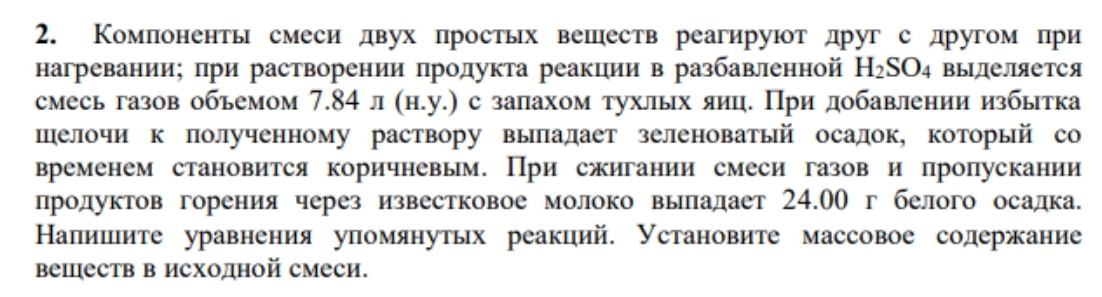 2. Компоненты смеси двух простых веществ реагируют друг с другом при
нагревании; при растворении продукта реакции в разбавленной H₂SO₄ выделяется
смесь газов объемом 7.84 л (н.у.) с запахом тухлых яиц. При добавлении избытка
щелочи к полученному раствору выпадает зеленоватый осадок, который со
временем становится коричневым. При сжигании смеси газов и пропускании
продуктов горения через известковое молоко выпадает 24.00 г белого осадка.
Напишите уравнения упомянутых реакций. Установите массовое содержание
веществ в исходной смеси.